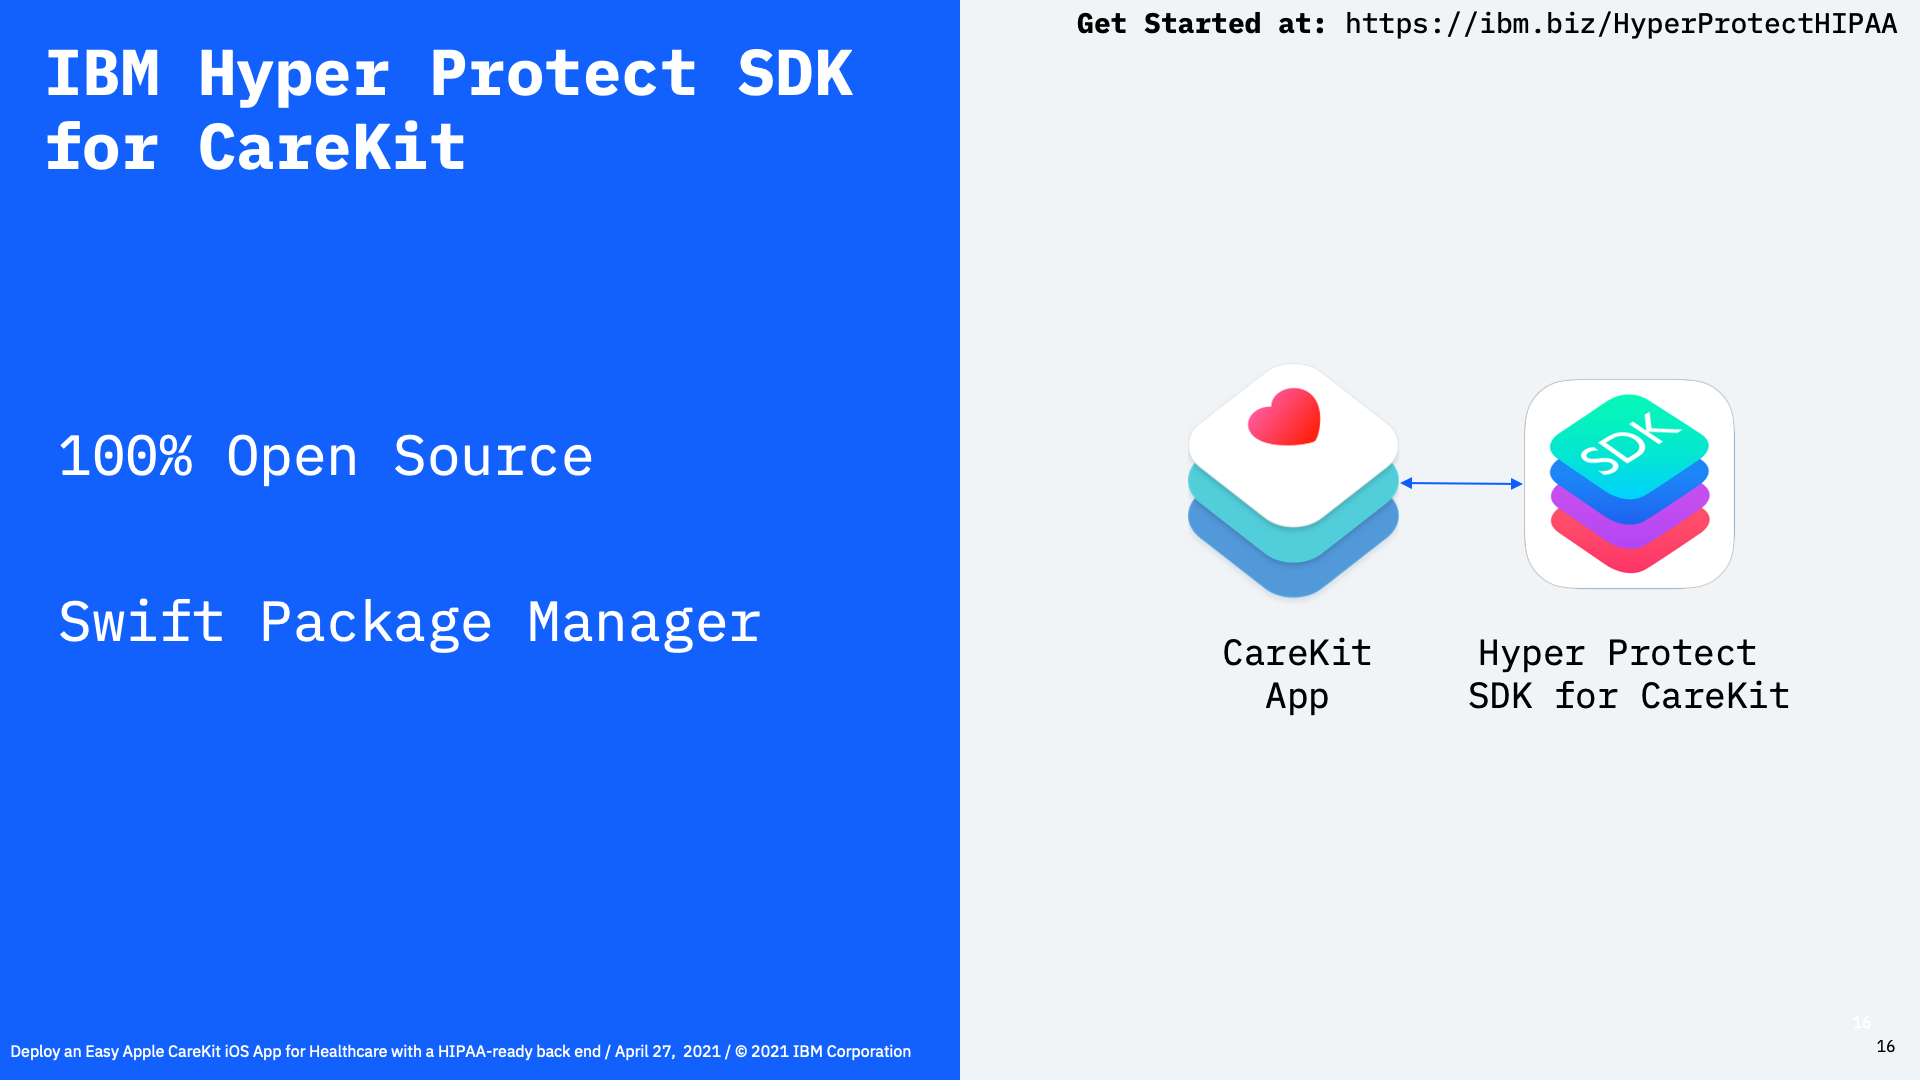 IBM Hyper Protect SDK
for CareKit
100% Open Source
Swift Package Manager
Deploy an Easy Apple CareKit iOS App for Healthcare with a HIPAA-ready back end / April 27, 2021 / © 2021 IBM Corporation
Get Started at: https://ibm.biz/HyperProtectHIPAA
SDK
CareKit
App
Hyper Protect
SDK for CareKit
16
16